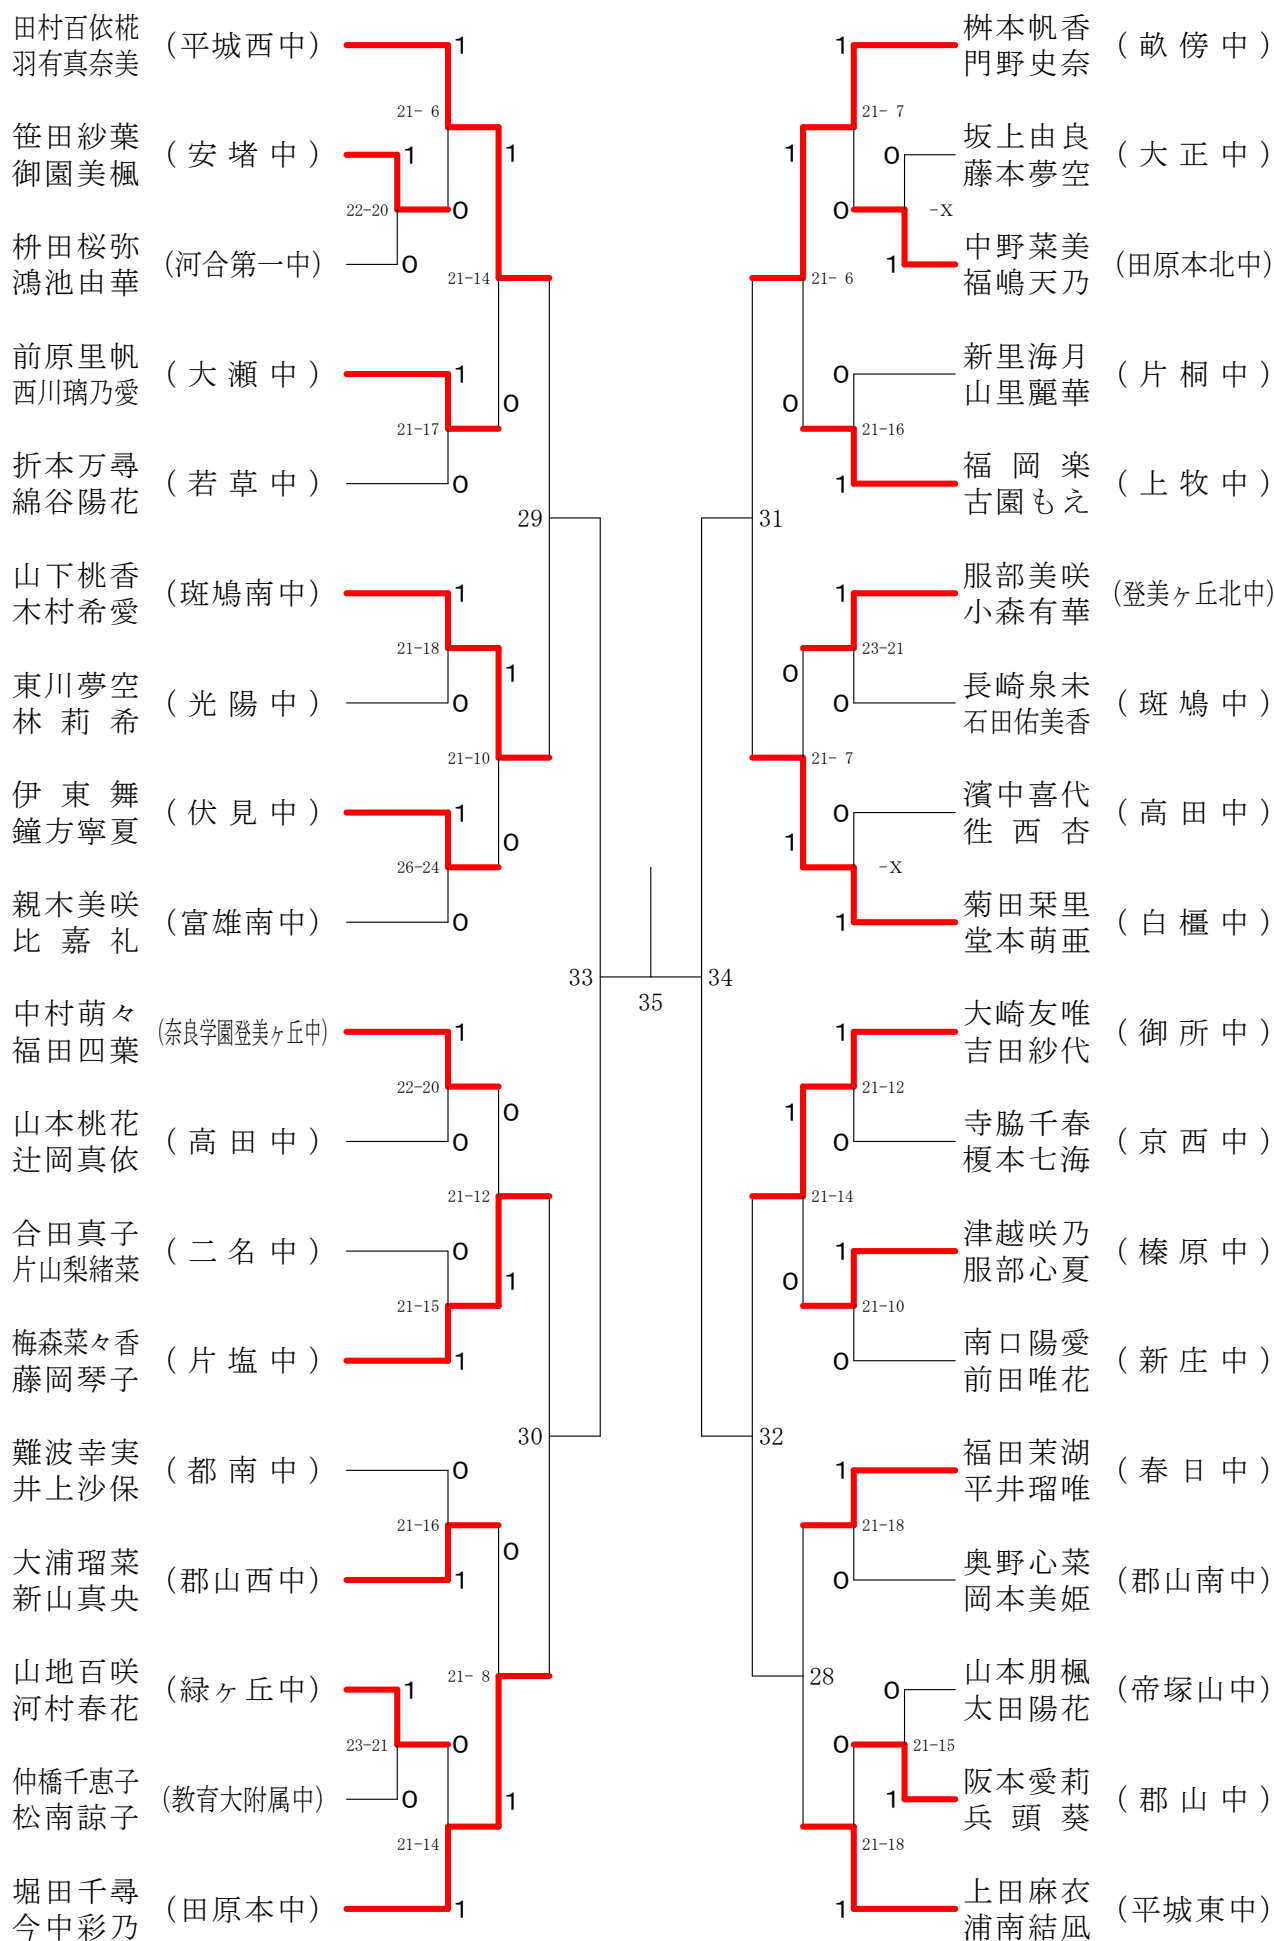 田村百依椛
羽有真奈美
(平城西中)
1
21- 6
笹田紗葉
御園美楓
(安堵中)
1
1
22-20
0
枡田桜弥
鴻池由華
(河合第一中)
0
21-14
前原里帆
西川璃乃愛
(大瀬中)
1
0
21-17
折本万尋
綿谷陽花
(若草中)
0
29
山下桃香
木村希愛
(斑鳩南中)
1
21-18
1
東川夢空
林莉希
(光陽中)
0
21-10
伊東舞
鐘方寧夏
(伏見中)
1
0
26-24
親木美咲
比嘉礼
(富雄南中)
0
33
35
34
中村萌々
福田四葉
(奈良学園登美ヶ丘中)
1
22-20
0
山本桃花
辻岡真依
(高田中)
0
21-12
合田真子
片山梨緒菜
(二名中)
0
1
21-15
梅森菜々香
藤岡琴子
(片塩中)
1
30
難波幸実
井上沙保
(都南中)
0
21-16
0
大浦瑠菜
新山真央
(郡山西中)
1
21- 8
山地百咲
河村春花
(緑ヶ丘中)
1
23-21
0
仲橋千恵子
松南諒子
(教育大附属中)
0
1
21-14
堀田千尋
今中彩乃
(田原本中)
1
1
桝本帆香
門野史奈
(畝傍中)
21- 7
1
0
坂上由良
藤本夢空
(大正中)
0
-X
1
中野菜美
福嶋天乃
(田原本北中)
21- 6
0
新里海月
山里麗華
(片桐中)
0
21-16
1
福岡楽
古園もえ
(上牧中)
31
1
服部美咲
小森有華
(登美ヶ丘北中)
23-21
0
0
長崎泉未
石田佑美香
(斑鳩中)
21- 7
0
濱中喜代
徃西杏
(高田中)
1
-X
1
菊田栞里
堂本萌亜
(白橿中)
1
大崎友唯
吉田紗代
(御所中)
21-12
1
0
寺脇千春
榎本七海
(京西中)
21-14
1
津越咲乃
服部心夏
(榛原中)
0
21-10
0
南口陽愛
前田唯花
(新庄中)
32
1
福田茉湖
平井瑠唯
(春日中)
21-18
0
奥野心菜
岡本美姫
(郡山南中)
28
0
山本朋楓
太田陽花
(帝塚山中)
0
21-15
1
阪本愛莉
兵頭葵
(郡山中)
21-18
1
上田麻衣
浦南結凪
(平城東中)